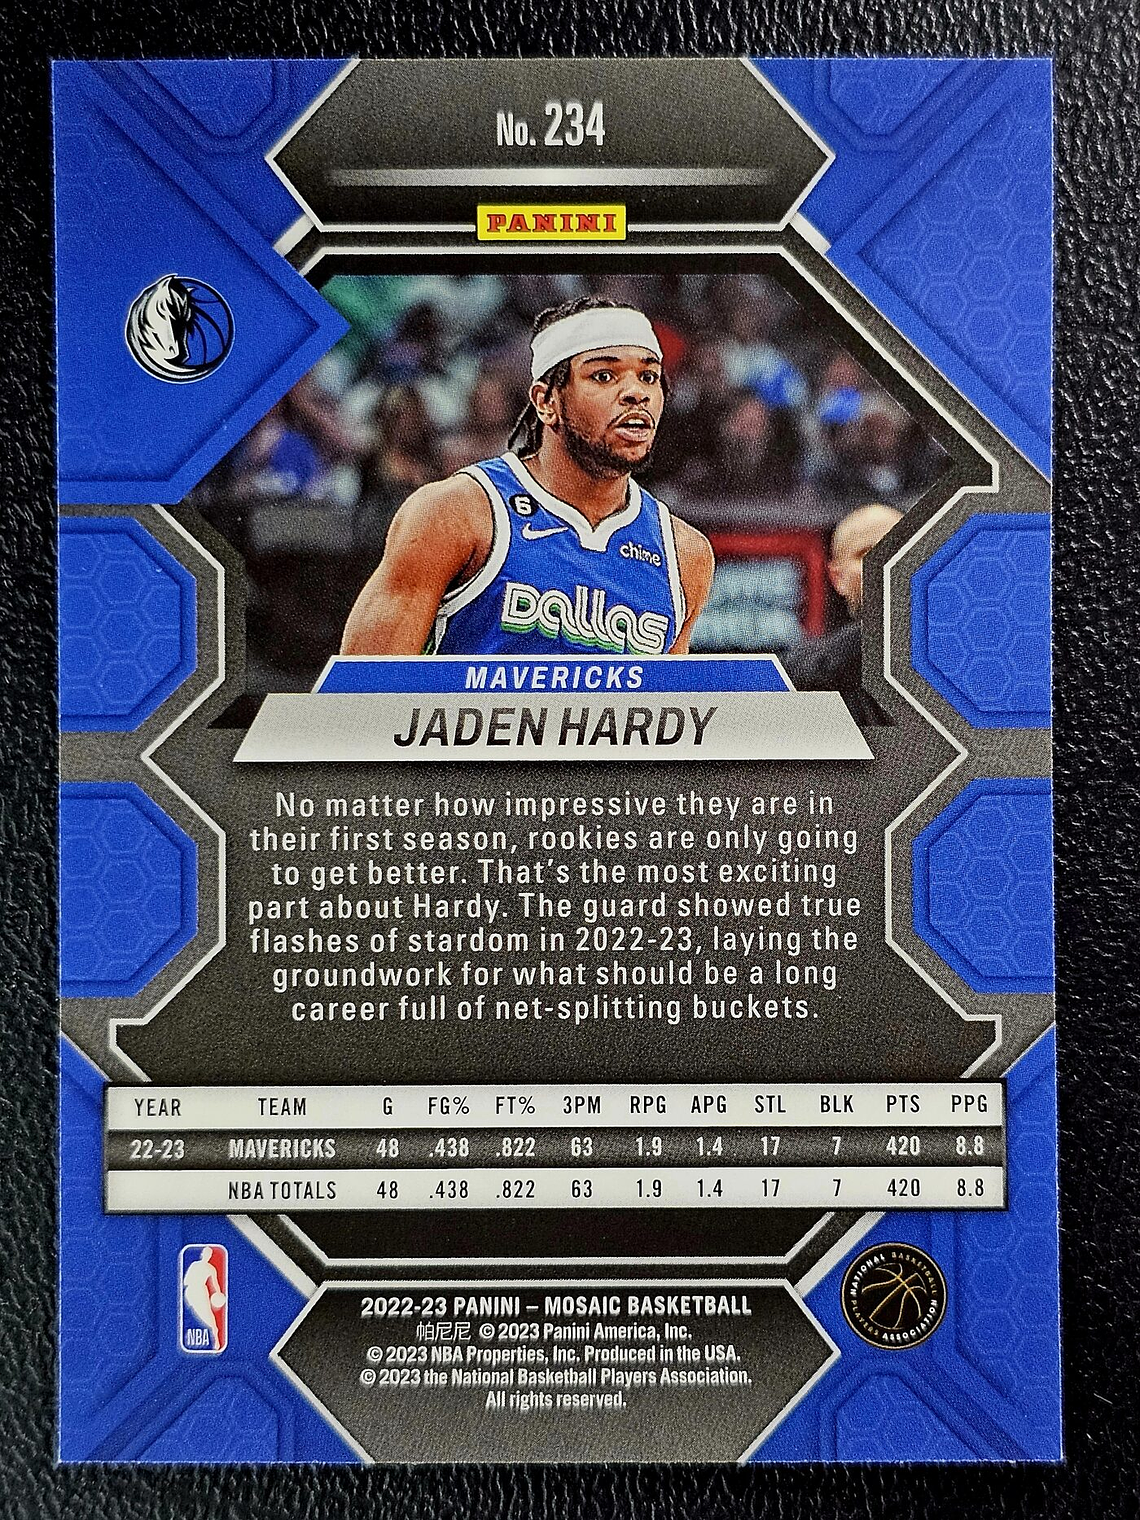 No. 234
PANINI
6
chime
Dallas
MAVERICKS
JADEN HARDY
No matter how impressive they are in
their first season, rookies are only going
to get better. That's the most exciting
part about Hardy. The guard showed true
flashes of stardom in 2022-23, laying the
groundwork for what should be a long
career full of net-splitting buckets.
YEAR TEAM G FG% FT% 3PM RPG APG STL BLK PTS PPG
22-23 MAVERICKS 48 .438 .822 63 1.9 1.4 17 7 420 8.8
NBA TOTALS 48 .438 .822 63 1.9 1.4 17 7 420 8.8
NBA
NATIONAL BASKETBALL PLAYERS ASSOCIATION
2022-23 PANINI – MOSAIC BASKETBALL
帕尼尼 © 2023 Panini America, Inc.
© 2023 NBA Properties, Inc. Produced in the USA.
© 2023 the National Basketball Players Association.
All rights reserved.